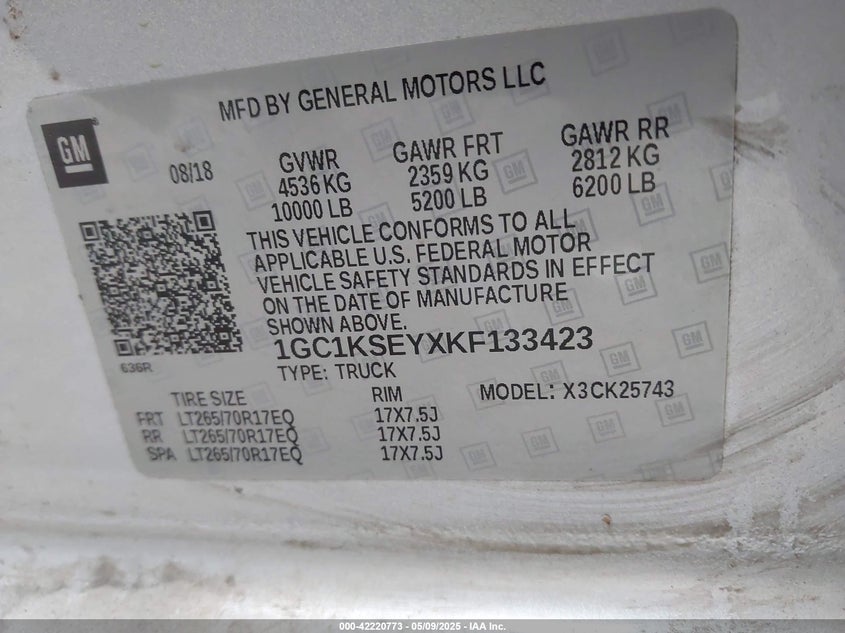 MFD BY GENERAL MOTORS LLC
GM
08/18
GVWR GAWR FRT GAWR RR
4536 KG 2359 KG 2812 KG
10000 LB 5200 LB 6200 LB
THIS VEHICLE CONFORMS TO ALL
APPLICABLE U.S. FEDERAL MOTOR
VEHICLE SAFETY STANDARDS IN EFFECT
ON THE DATE OF MANUFACTURE
SHOWN ABOVE.
1GC1KSEYXKF133423
636R
TYPE: TRUCK
TIRE SIZE RIM MODEL: X3CK25743
FRT LT265/70R17EQ 17X7.5J
RR LT265/70R17EQ 17X7.5J
SPA LT265/70R17EQ 17X7.5J
000-42220773 - 05/09/2025 - IAA Inc.